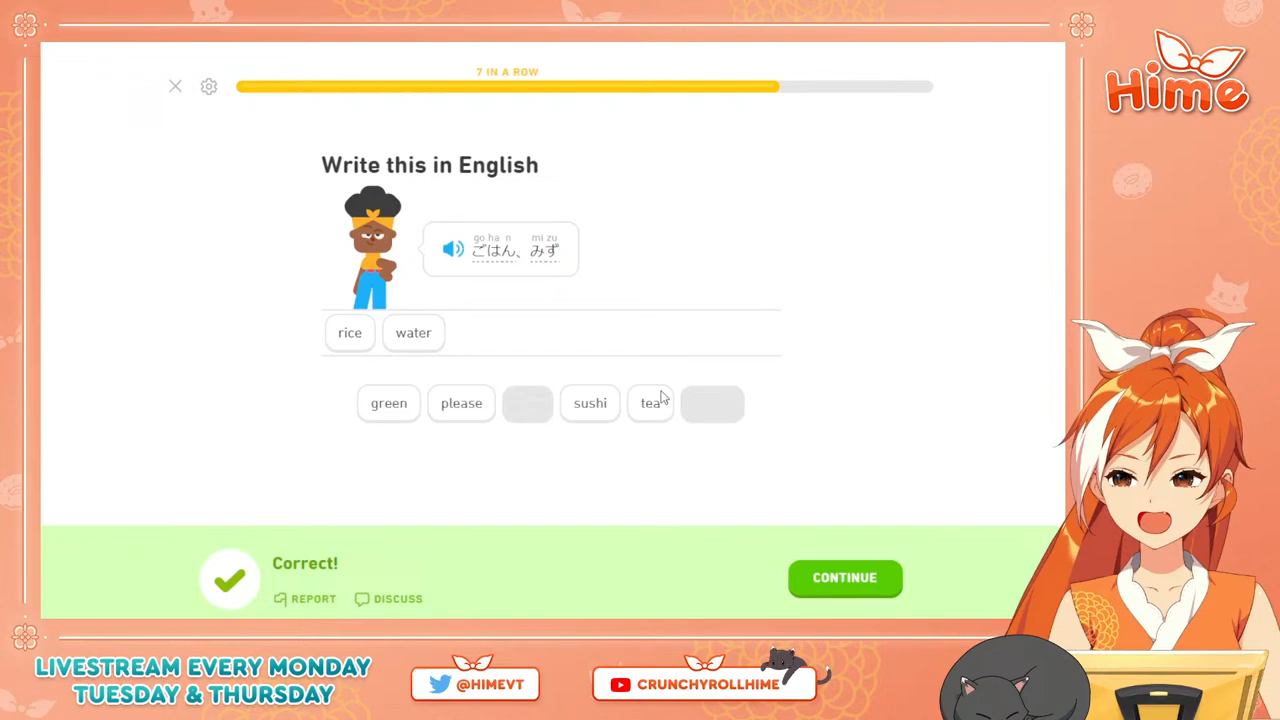 Hime
7 IN A ROW
Write this in English
go ha n mi zu
ごはん、みず
rice water
green please sushi tea
Correct!
REPORT DISCUSS
CONTINUE
LIVESTREAM EVERY MONDAY
TUESDAY & THURSDAY
@HIMEVT
CRUNCHYROLLHIME